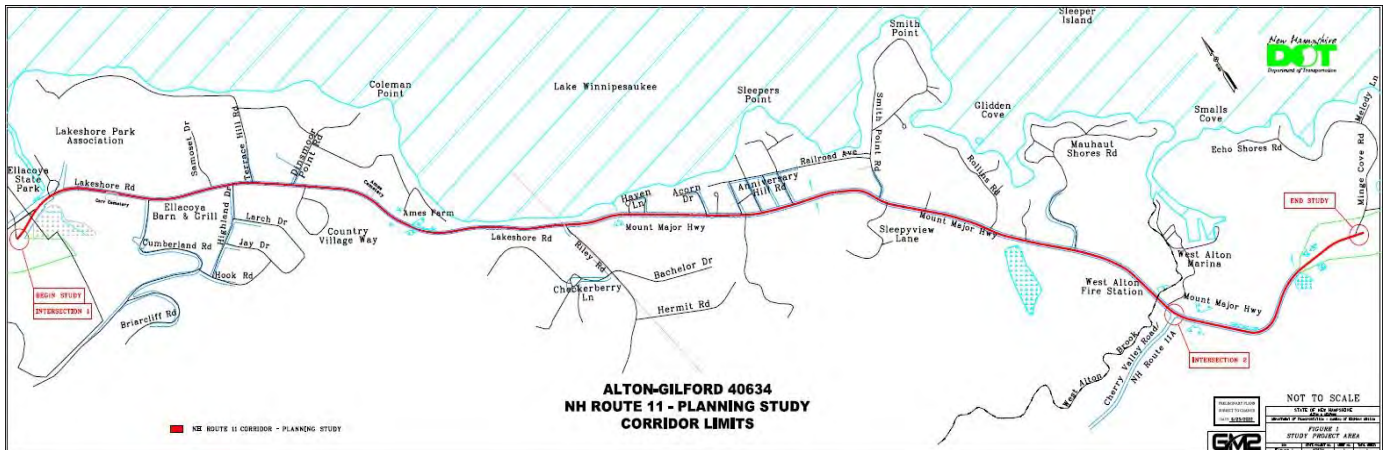 Sleeper
Island
Smith
Point
New Hampshire
DOT
Department of Transportation
Coleman
Point
Lake Winnipesaukee
Sleepers
Point
Glidden
Cove
Smalls
Cove
Melody Ln
Lakeshore Park
Association
Samoset Dr
Terrace Hill Rd
Dinsmoor
Point Rd
Smith Point Rd
Railroad Ave
Rollins Rd
Mauhaut
Shores Rd
Echo Shores Rd
Minge Cove Rd
Ellacoya
State
Park
Lakeshore Rd
Ellacoya
Barn & Grill
Highland Dr
Larch Dr
Ames Farm
Haven
Ln
Acorn
Dr
Anniversary
Hill Rd
END STUDY
Cumberland Rd
Jay Dr
Country
Village Way
Lakeshore Rd
Mount Major Hwy
Mount Major Hwy
Sleepyview
Lane
West Alton
Marina
Hook Rd
Riley Rd
Bachelor Dr
Checkerberry
Ln
Hermit Rd
West Alton
Fire Station
Mount Major Hwy
BEGIN STUDY
INTERSECTION 1
Briarcliff Rd
West Alton Brook
Cherry Valley Road
NH Route 11A
INTERSECTION 2
ALTON-GILFORD 40634
NH ROUTE 11 - PLANNING STUDY
CORRIDOR LIMITS
NH ROUTE 11 CORRIDOR - PLANNING STUDY
NOT TO SCALE
STATE OF NEW HAMPSHIRE
FIGURE 1
STUDY PROJECT AREA
GM2